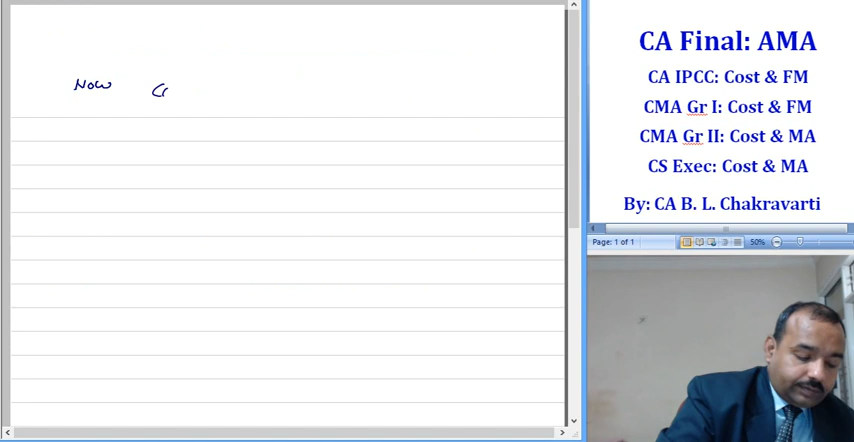 Now
CA Final: AMA
CA IPCC: Cost & FM
CMA Gr I: Cost & FM
CMA Gr II: Cost & MA
CS Exec: Cost & MA
By: CA B. L. Chakravarti
Page: 1 of 1
50%